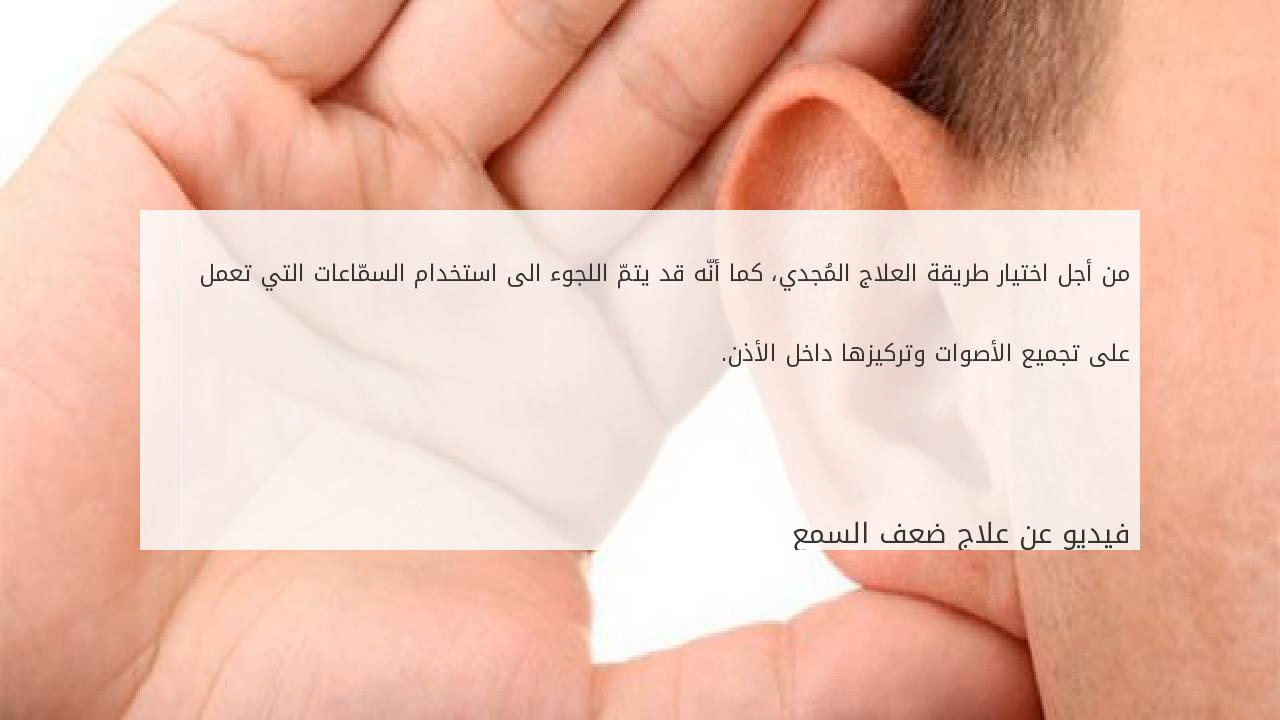 من أجل اختيار طريقة العلاج المُجدي، كما أنّه قد يتمّ اللجوء الى استخدام السمّاعات التي تعمل
على تجميع الأصوات وتركيزها داخل الأذن.
فيديو عن علاج ضعف السمع